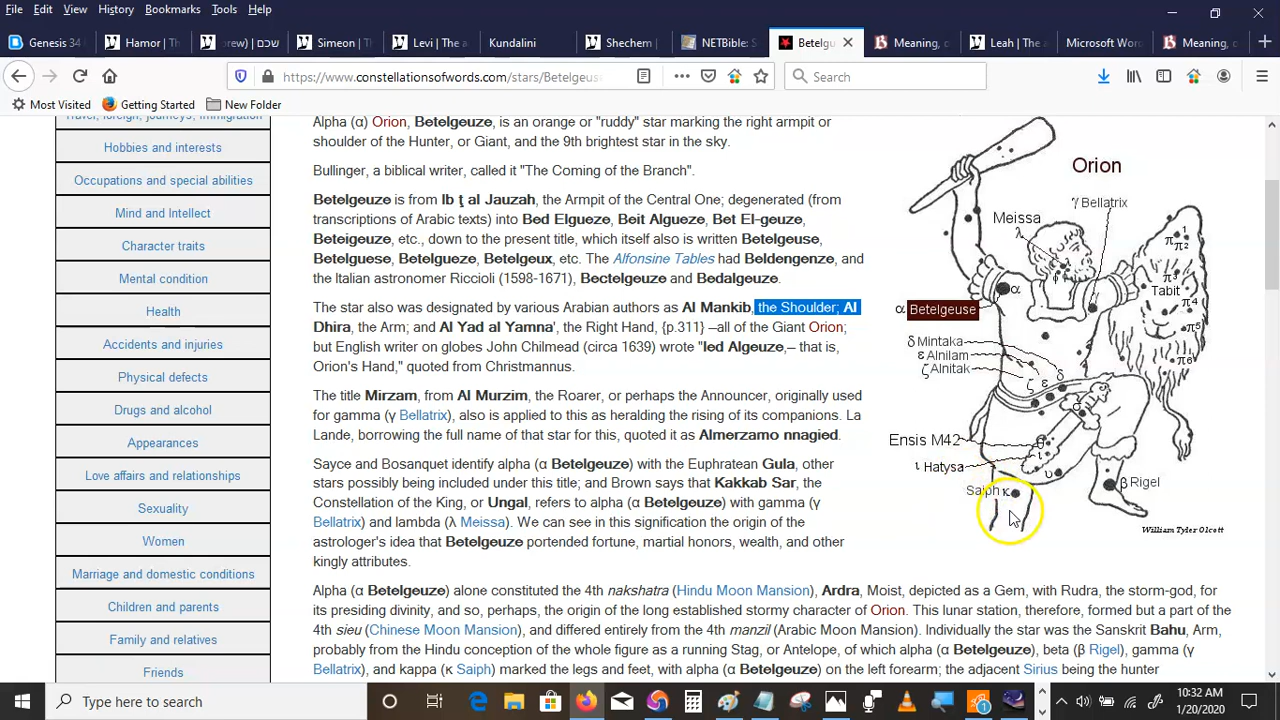 File Edit View History Bookmarks Tools Help
Genesis 34
Hamor | Th
rew) | שכם
Simeon | Th
Levi | The a
Kundalini
Shechem |
NETBible: S
Betelgu
Meaning, o
Leah | The a
Microsoft Wor
Meaning, o
https://www.constellationsofwords.com/stars/Betelgeuse
Search
Most Visited Getting Started New Folder
Travel, foreign, journeys, immigration
Hobbies and interests
Occupations and special abilities
Mind and Intellect
Character traits
Mental condition
Health
Accidents and injuries
Physical defects
Drugs and alcohol
Appearances
Love affairs and relationships
Sexuality
Women
Marriage and domestic conditions
Children and parents
Family and relatives
Friends
Alpha (α) Orion, Betelgeuze, is an orange or "ruddy" star marking the right armpit or
shoulder of the Hunter, or Giant, and the 9th brightest star in the sky.
Bullinger, a biblical writer, called it "The Coming of the Branch".
Betelgeuze is from Ib ţ al Jauzah, the Armpit of the Central One; degenerated (from
transcriptions of Arabic texts) into Bed Elgueze, Beit Algueze, Bet El-geuze,
Beteigeuze, etc., down to the present title, which itself also is written Betelgeuse,
Betelguese, Betelgueze, Betelgeux, etc. The Alfonsine Tables had Beldengenze, and
the Italian astronomer Riccioli (1598-1671), Bectelgeuze and Bedalgeuze.
The star also was designated by various Arabian authors as Al Mankib, the Shoulder; Al
Dhira, the Arm; and Al Yad al Yamna', the Right Hand, {p.311} —all of the Giant Orion;
but English writer on globes John Chilmead (circa 1639) wrote "Ied Algeuze,— that is,
Orion's Hand," quoted from Christmannus.
The title Mirzam, from Al Murzim, the Roarer, or perhaps the Announcer, originally used
for gamma (γ Bellatrix), also is applied to this as heralding the rising of its companions. La
Lande, borrowing the full name of that star for this, quoted it as Almerzamo nnagied.
Sayce and Bosanquet identify alpha (α Betelgeuze) with the Euphratean Gula, other
stars possibly being included under this title; and Brown says that Kakkab Sar, the
Constellation of the King, or Ungal, refers to alpha (α Betelgeuze) with gamma (γ
Bellatrix) and lambda (λ Meissa). We can see in this signification the origin of the
astrologer's idea that Betelgeuze portended fortune, martial honors, wealth, and other
kingly attributes.
Alpha (α Betelgeuze) alone constituted the 4th nakshatra (Hindu Moon Mansion), Ardra, Moist, depicted as a Gem, with Rudra, the storm-god, for
its presiding divinity, and so, perhaps, the origin of the long established stormy character of Orion. This lunar station, therefore, formed but a part of the
4th sieu (Chinese Moon Mansion), and differed entirely from the 4th manzil (Arabic Moon Mansion). Individually the star was the Sanskrit Bahu, Arm,
probably from the Hindu conception of the whole figure as a running Stag, or Antelope, of which alpha (α Betelgeuze), beta (β Rigel), gamma (γ
Bellatrix), and kappa (κ Saiph) marked the legs and feet, with alpha (α Betelgeuze) on the left forearm; the adjacent Sirius being the hunter
Orion
γ Bellatrix
Meissa
λ
φ
π1
π2
π3
Tabit
π4
π5
π6
α
α Betelgeuse
δ Mintaka
ε Alnilam
ζ Alnitak
ζ ε δ
σ
Ensis M42
θ
ι
ι Hatysa
υ
Saiph κ
β Rigel
William Tyler Olcott
Type here to search
1
10:32 AM
1/20/2020